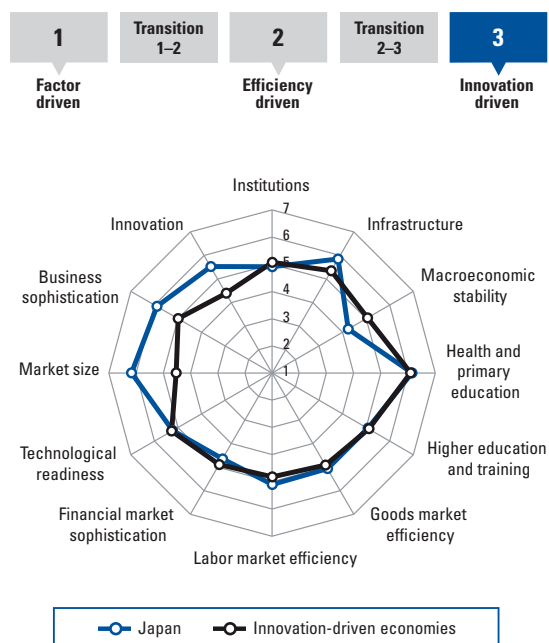 1
Transition
1–2
2
Transition
2–3
3
Factor
driven
Efficiency
driven
Innovation
driven
Institutions
Innovation
Infrastructure
Business
sophistication
Macroeconomic
stability
Market size
Health and
primary
education
Technological
readiness
Higher education
and training
Financial market
sophistication
Goods market
efficiency
Labor market efficiency
7
6
5
4
3
2
1
Japan
Innovation-driven economies